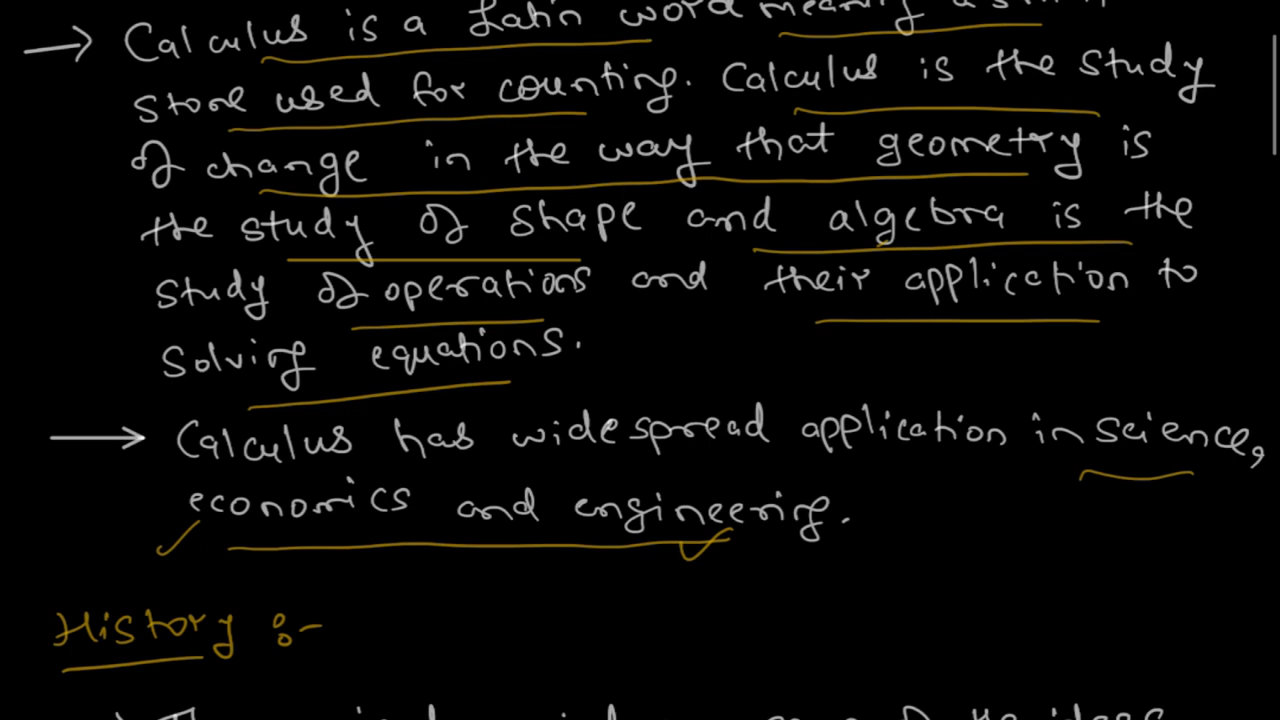 → Calculus is a Latin word meaning a small
stone used for counting. Calculus is the study
of change in the way that geometry is
the study of shape and algebra is the
study of operations and their application to
solving equations.
→ Calculus has widespread application in science,
economics and engineering.
History :-